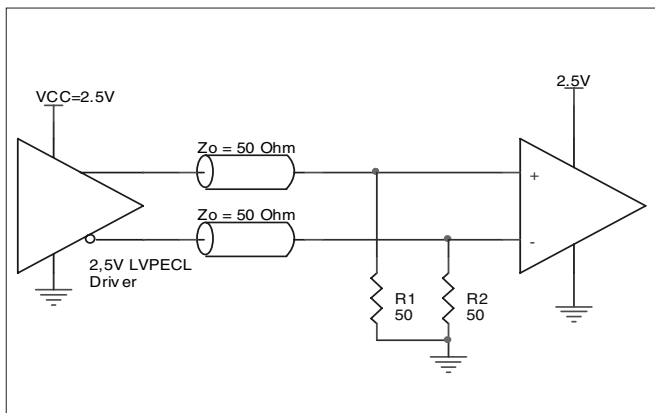 2.5V
VCC=2.5V
Zo = 50 Ohm
+
Zo = 50 Ohm
-
2,5V LVPECL
Driver
R1
50
R2
50